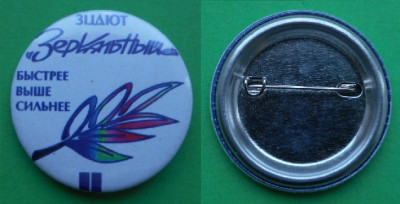 ЗЦДЮТ
"Зеркальный"
БЫСТРЕЕ
ВЫШЕ
СИЛЬНЕЕ